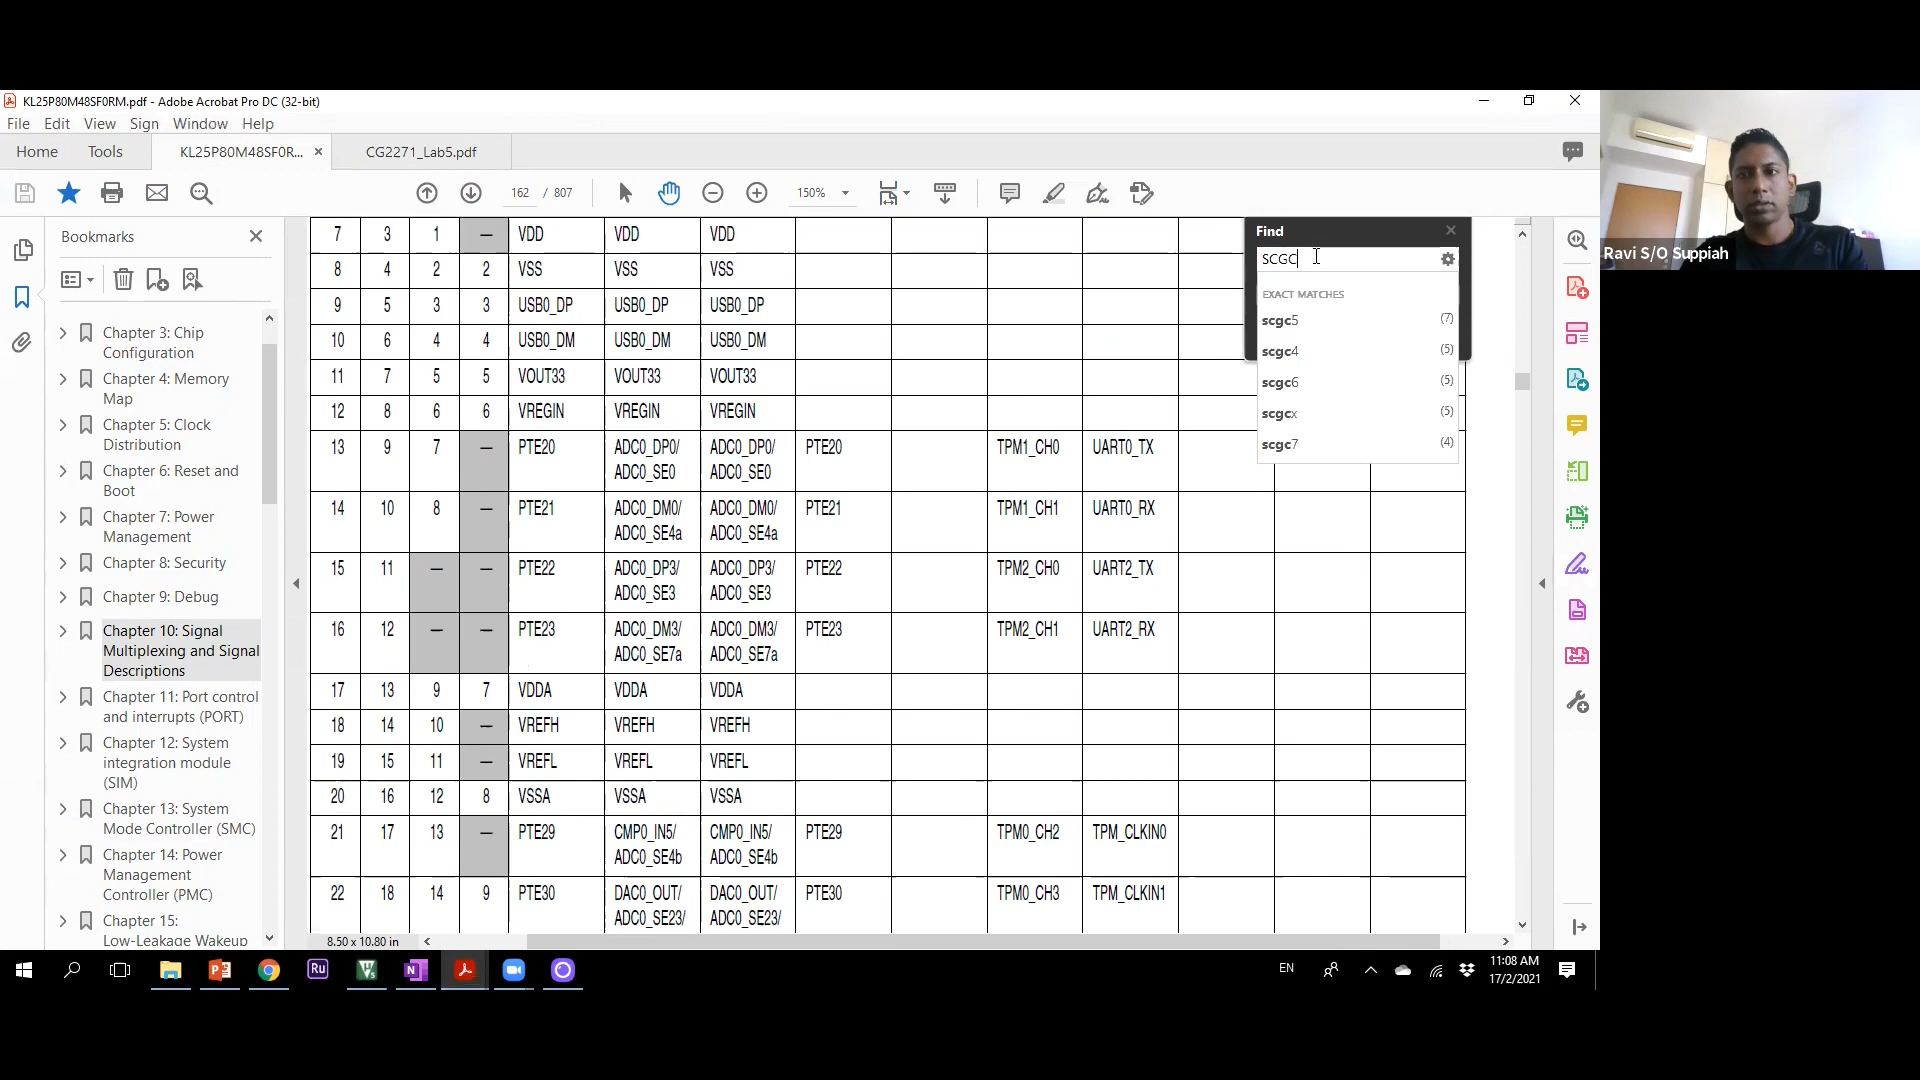 KL25P80M48SF0RM.pdf - Adobe Acrobat Pro DC (32-bit)
File Edit View Sign Window Help
Home Tools KL25P80M48SF0R... × CG2271_Lab5.pdf
162 / 807 150%
Bookmarks
Chapter 3: Chip
Configuration
Chapter 4: Memory
Map
Chapter 5: Clock
Distribution
Chapter 6: Reset and
Boot
Chapter 7: Power
Management
Chapter 8: Security
Chapter 9: Debug
Chapter 10: Signal
Multiplexing and Signal
Descriptions
Chapter 11: Port control
and interrupts (PORT)
Chapter 12: System
integration module
(SIM)
Chapter 13: System
Mode Controller (SMC)
Chapter 14: Power
Management
Controller (PMC)
Chapter 15:
Low-Leakage Wakeup
7 3 1 — VDD VDD VDD
8 4 2 2 VSS VSS VSS
9 5 3 3 USB0_DP USB0_DP USB0_DP
10 6 4 4 USB0_DM USB0_DM USB0_DM
11 7 5 5 VOUT33 VOUT33 VOUT33
12 8 6 6 VREGIN VREGIN VREGIN
13 9 7 — PTE20 ADC0_DP0/ ADC0_DP0/ PTE20 TPM1_CH0 UART0_TX
ADC0_SE0 ADC0_SE0
14 10 8 — PTE21 ADC0_DM0/ ADC0_DM0/ PTE21 TPM1_CH1 UART0_RX
ADC0_SE4a ADC0_SE4a
15 11 — — PTE22 ADC0_DP3/ ADC0_DP3/ PTE22 TPM2_CH0 UART2_TX
ADC0_SE3 ADC0_SE3
16 12 — — PTE23 ADC0_DM3/ ADC0_DM3/ PTE23 TPM2_CH1 UART2_RX
ADC0_SE7a ADC0_SE7a
17 13 9 7 VDDA VDDA VDDA
18 14 10 — VREFH VREFH VREFH
19 15 11 — VREFL VREFL VREFL
20 16 12 8 VSSA VSSA VSSA
21 17 13 — PTE29 CMP0_IN5/ CMP0_IN5/ PTE29 TPM0_CH2 TPM_CLKIN0
ADC0_SE4b ADC0_SE4b
22 18 14 9 PTE30 DAC0_OUT/ DAC0_OUT/ PTE30 TPM0_CH3 TPM_CLKIN1
ADC0_SE23/ ADC0_SE23/
8.50 x 10.80 in
Find
SCGC
EXACT MATCHES
scgc5 (7)
scgc4 (5)
scgc6 (5)
scgcx (5)
scgc7 (4)
Ravi S/O Suppiah
Ru
EN
11:08 AM
17/2/2021